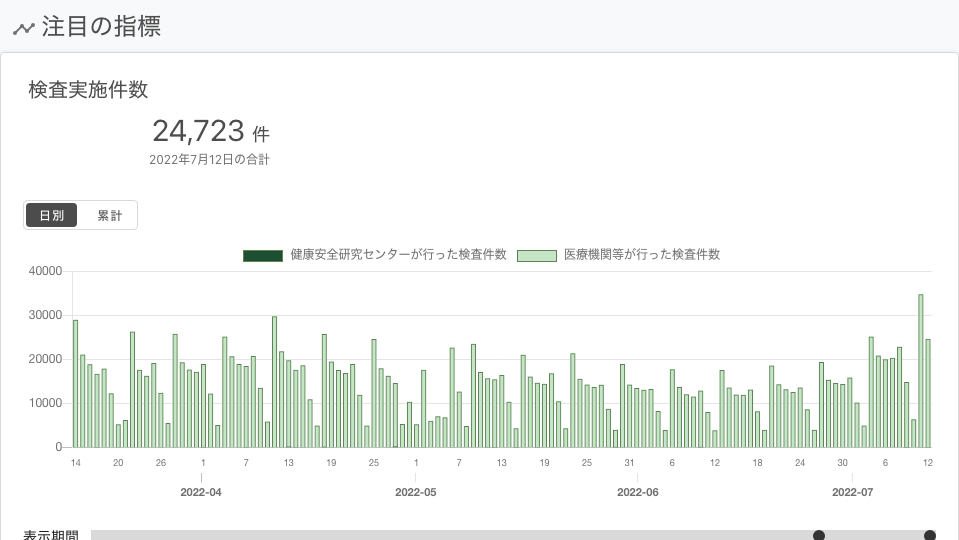 注目の指標
検査実施件数
24,723 件
2022年7月12日の合計
日別 累計
健康安全研究センターが行った検査件数 医療機関等が行った検査件数
40000
30000
20000
10000
0
14 20 26 1 7 13 19 25 1 7 13 19 25 31 6 12 18 24 30 6 12
2022-04 2022-05 2022-06 2022-07
表示期間